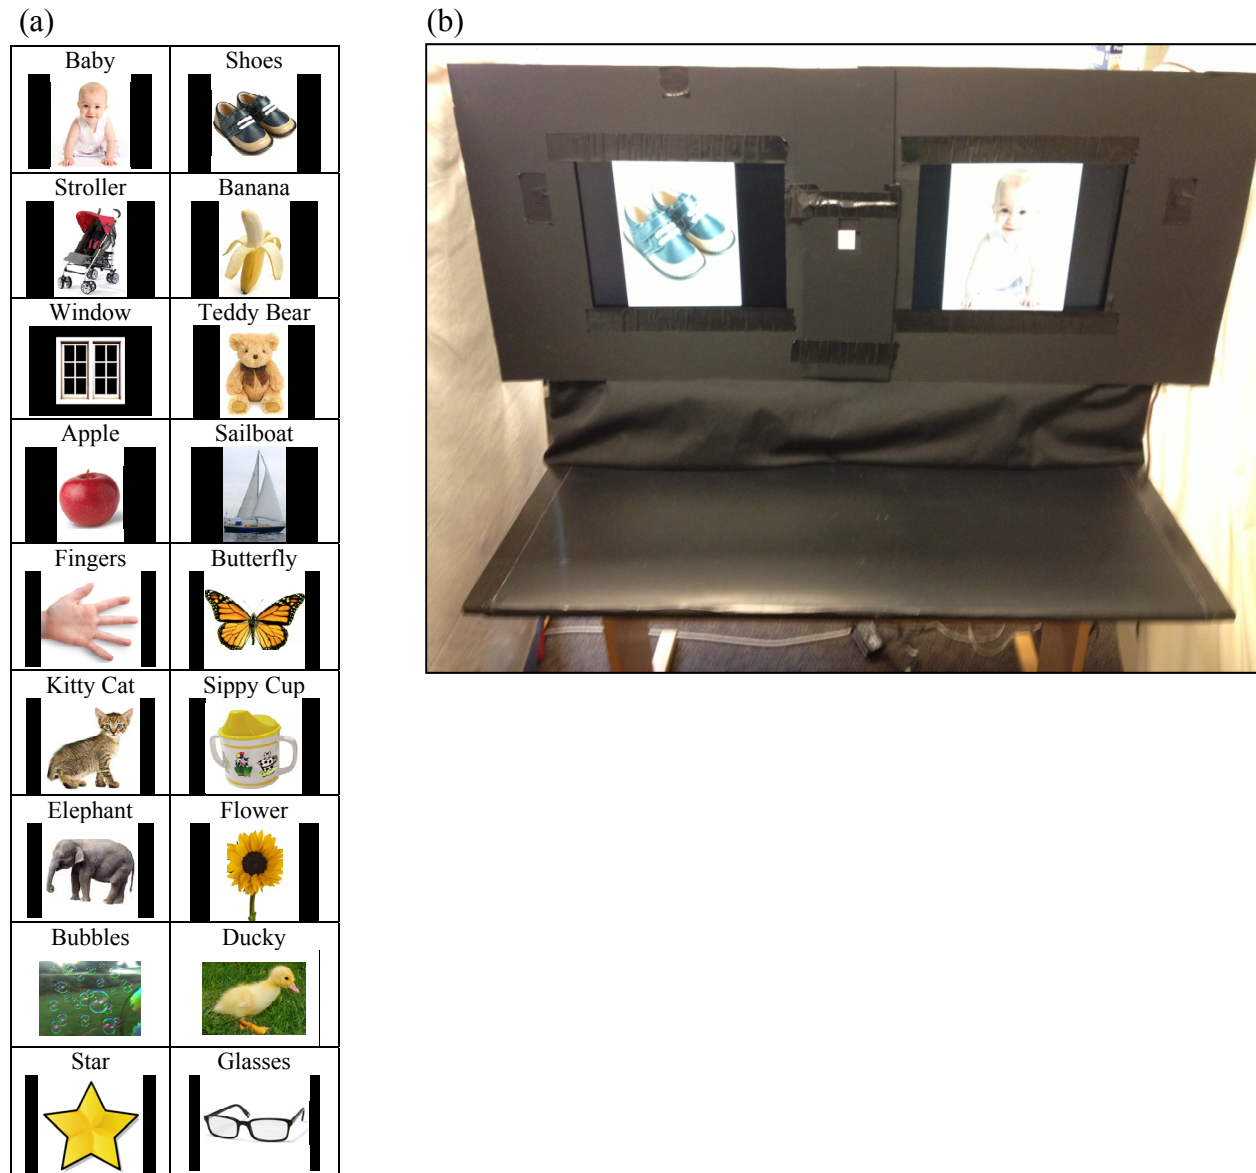 (a)
(b)
Baby
Shoes
Stroller
Banana
Window
Teddy Bear
Apple
Sailboat
Fingers
Butterfly
Kitty Cat
Sippy Cup
Elephant
Flower
Bubbles
Ducky
Star
Glasses